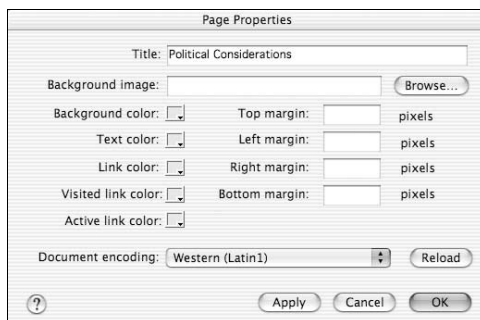 Page Properties
Title: Political Considerations
Background image: Browse...
Background color: Top margin: pixels
Text color: Left margin: pixels
Link color: Right margin: pixels
Visited link color: Bottom margin: pixels
Active link color:
Document encoding: Western (Latin1) Reload
? Apply Cancel OK